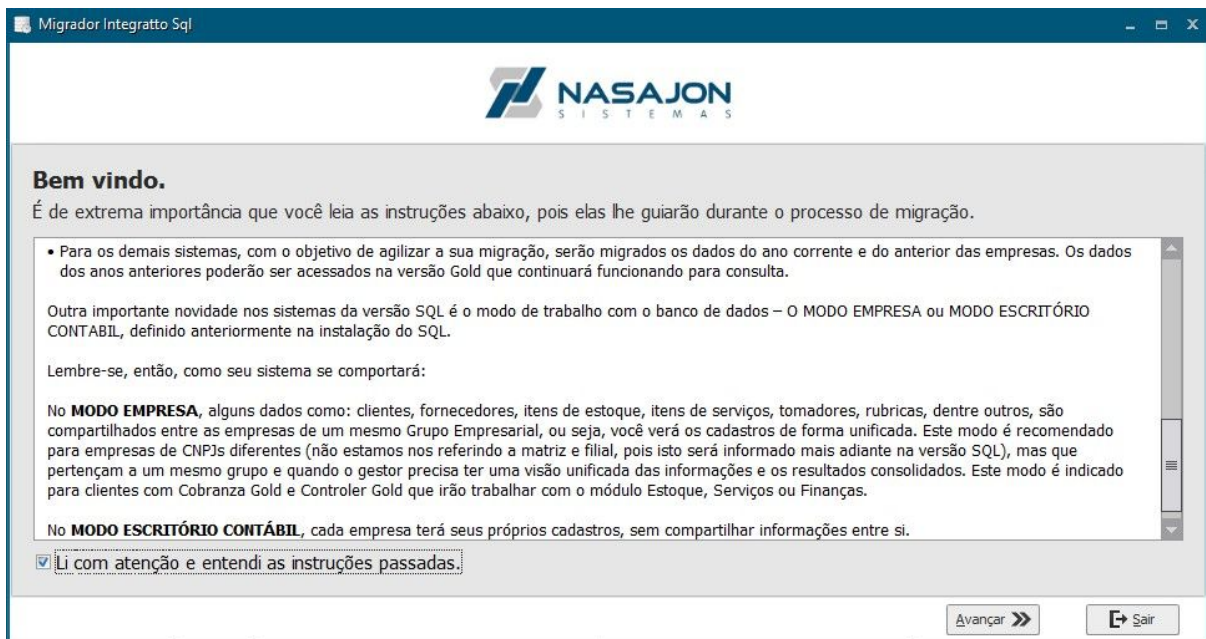 Migrador Integratto Sql
NASAJON
SISTEMAS
Bem vindo.
É de extrema importância que você leia as instruções abaixo, pois elas lhe guiarão durante o processo de migração.
• Para os demais sistemas, com o objetivo de agilizar a sua migração, serão migrados os dados do ano corrente e do anterior das empresas. Os dados
dos anos anteriores poderão ser acessados na versão Gold que continuará funcionando para consulta.
Outra importante novidade nos sistemas da versão SQL é o modo de trabalho com o banco de dados – O MODO EMPRESA ou MODO ESCRITÓRIO
CONTABIL, definido anteriormente na instalação do SQL.
Lembre-se, então, como seu sistema se comportará:
No MODO EMPRESA, alguns dados como: clientes, fornecedores, itens de estoque, itens de serviços, tomadores, rubricas, dentre outros, são
compartilhados entre as empresas de um mesmo Grupo Empresarial, ou seja, você verá os cadastros de forma unificada. Este modo é recomendado
para empresas de CNPJs diferentes (não estamos nos referindo a matriz e filial, pois isto será informado mais adiante na versão SQL), mas que
pertençam a um mesmo grupo e quando o gestor precisa ter uma visão unificada das informações e os resultados consolidados. Este modo é indicado
para clientes com Cobranza Gold e Controler Gold que irão trabalhar com o módulo Estoque, Serviços ou Finanças.
No MODO ESCRITÓRIO CONTÁBIL, cada empresa terá seus próprios cadastros, sem compartilhar informações entre si.
Li com atenção e entendi as instruções passadas.
Avançar
Sair